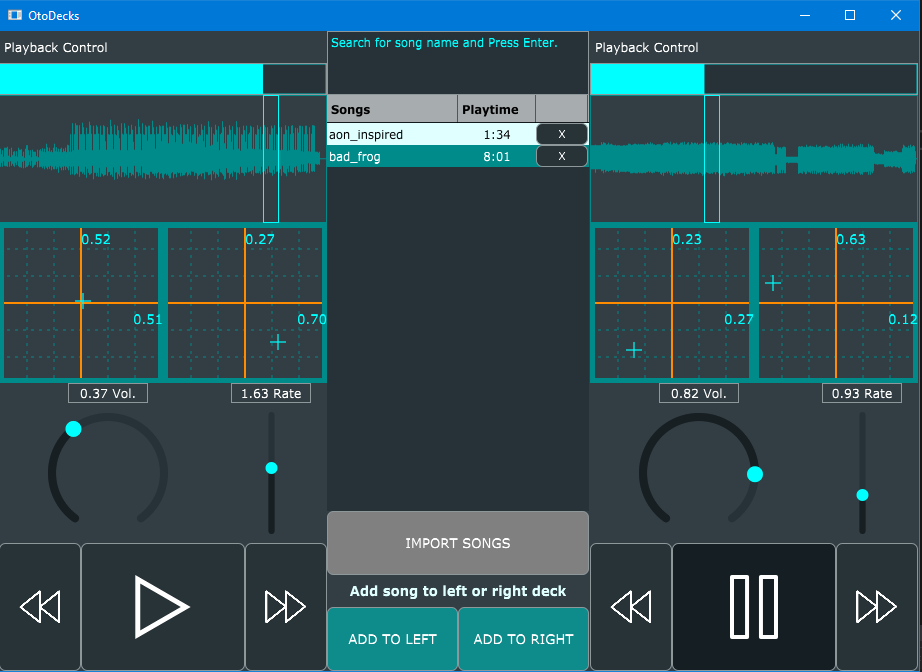 OtoDecks
Playback Control
0.52
0.27
0.51
0.70
0.37 Vol.
1.63 Rate
Search for song name and Press Enter.
Songs Playtime
aon_inspired 1:34 X
bad_frog 8:01 X
IMPORT SONGS
Add song to left or right deck
ADD TO LEFT
ADD TO RIGHT
Playback Control
0.23
0.63
0.27
0.12
0.82 Vol.
0.93 Rate